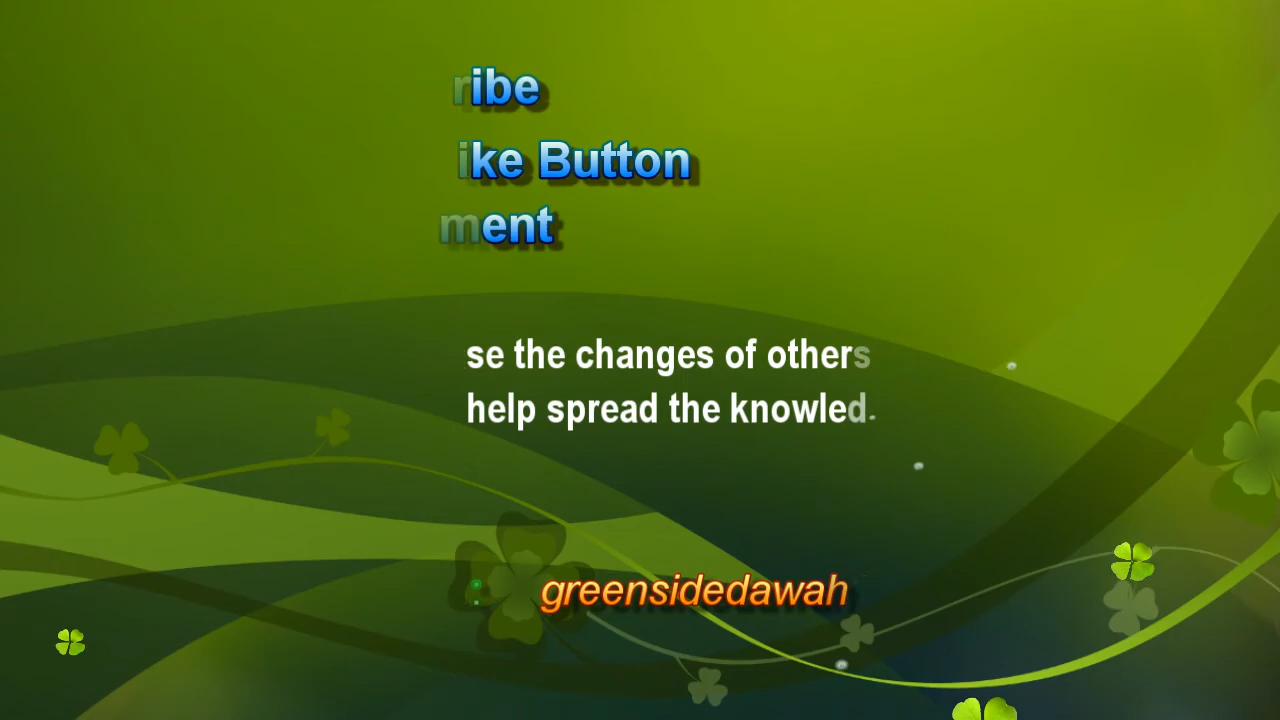 ribe
ike Button
ment
se the changes of others
help spread the knowled
: greensidedawah